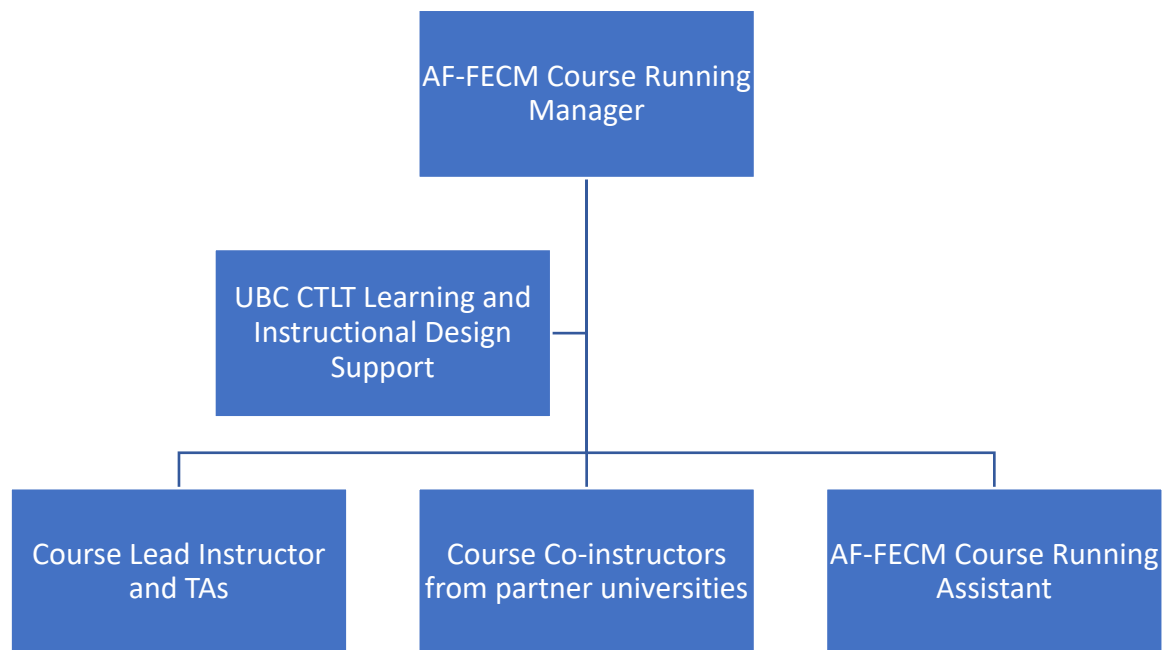 AF-FECM Course Running
Manager
UBC CTLT Learning and
Instructional Design
Support
Course Lead Instructor
and TAs
Course Co-instructors
from partner universities
AF-FECM Course Running
Assistant